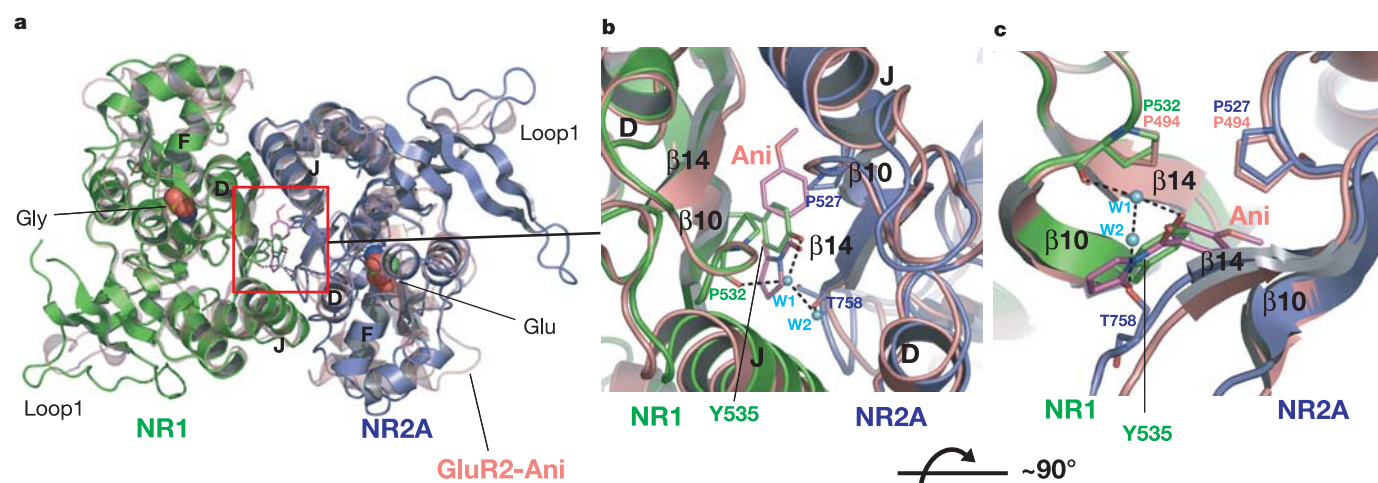 a
Gly
F
D
J
Loop1
D
F
J
Glu
Loop1
NR1
NR2A
GluR2-Ani
b
D
J
β14
Ani
β10
P527
β10
β14
P532
W1
T758
W2
J
D
NR1
Y535
NR2A
~90°
c
P532
P494
P527
P494
β14
W1
Ani
W2
β10
β14
β10
T758
NR1
NR2A
Y535